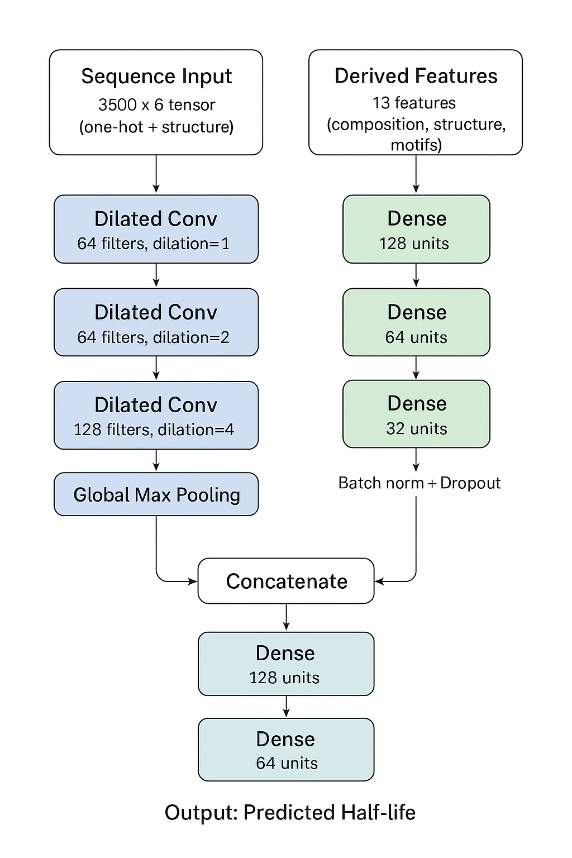 Sequence Input
3500 x 6 tensor
(one-hot + structure)
Dilated Conv
64 filters, dilation=1
Dilated Conv
64 filters, dilation=2
Dilated Conv
128 filters, dilation=4
Global Max Pooling
Derived Features
13 features
(composition, structure,
motifs)
Dense
128 units
Dense
64 units
Dense
32 units
Batch norm + Dropout
Concatenate
Dense
128 units
Dense
64 units
Output: Predicted Half-life